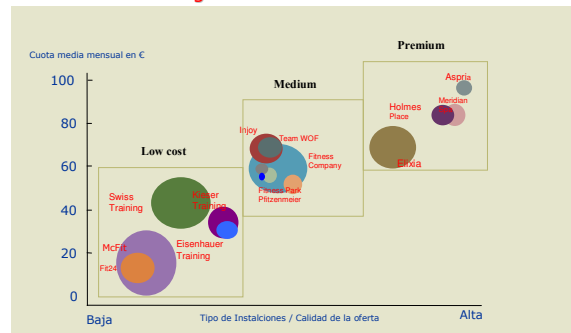 Premium
Cuota media mensual en €
Medium
Low cost
100
80
60
40
20
0
Aspria
Meridian
Holmes
Place
Elixia
Injoy
Team WOF
Fitness
Company
Fitness Park
Pfitzenmeier
Swiss
Training
Kieser
Training
McFit
Fit24
Eisenhauer
Training
Baja
Tipo de Instalciones / Calidad de la oferta
Alta